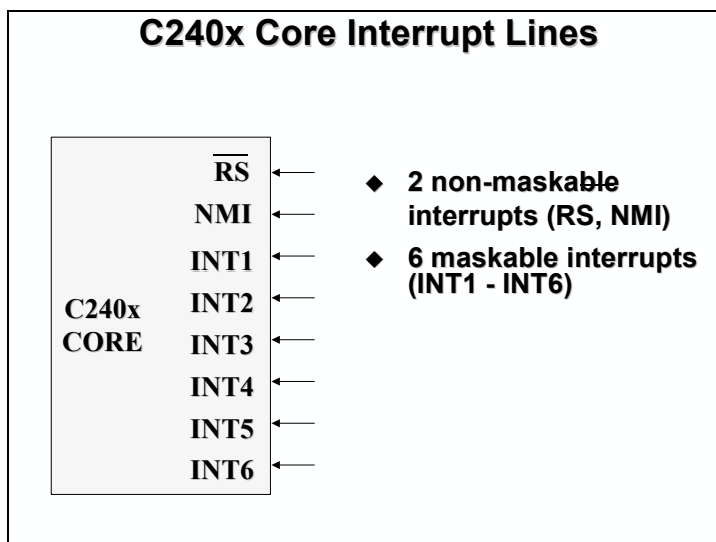 C240x Core Interrupt Lines
RS
NMI
INT1
INT2
INT3
INT4
INT5
INT6
C240x
CORE
◆ 2 non-maskable
interrupts (RS, NMI)
◆ 6 maskable interrupts
(INT1 - INT6)